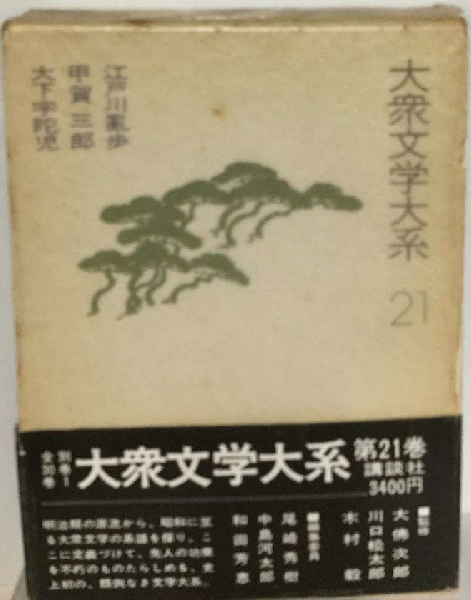 大衆文学大系
21
江戸川亂歩
甲賀三郎
大下宇陀児
全30巻
別巻1
大衆文学大系
第21巻
講談社
3400円
■監修
大佛次郎
川口松太郎
木村毅
■編集委員
尾崎秀樹
中島河太郎
和田芳恵
明治期の源流から、昭和に至
る大衆文学の系譜を探り、こ
こに定義づけて、先人の功績
を不朽のものたらしめる、史
上初の、類例なき文学大系。